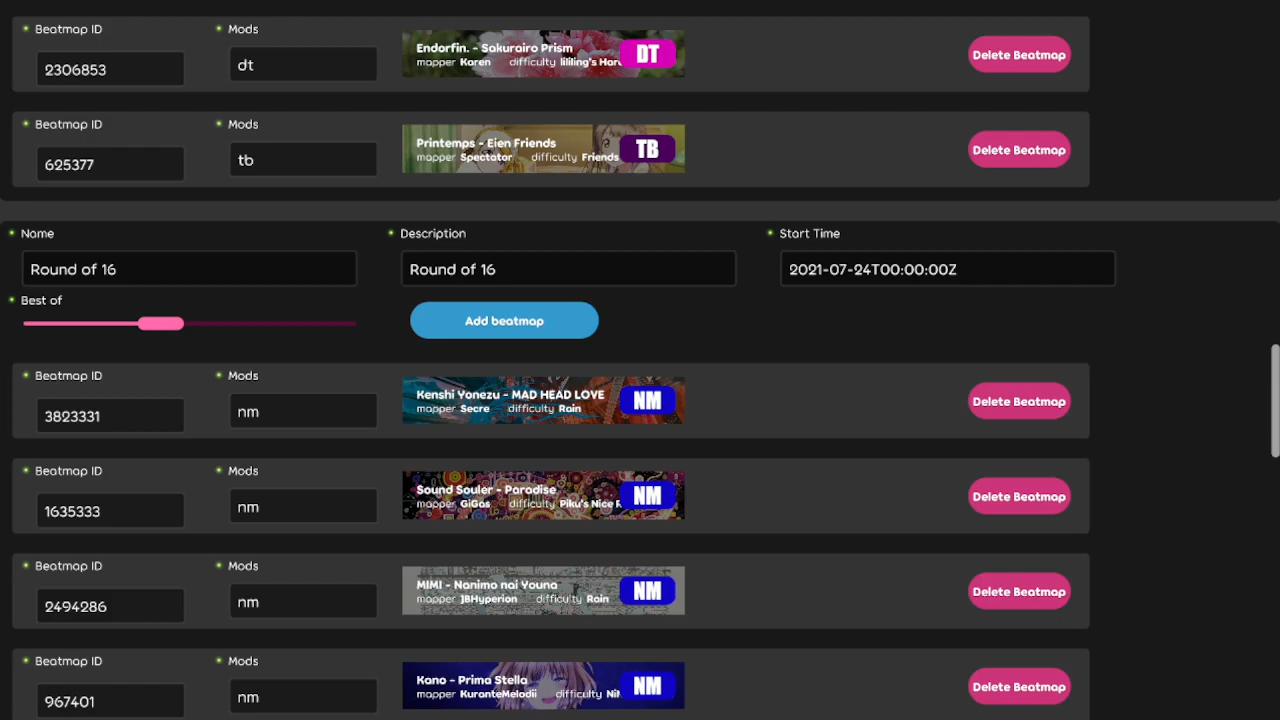 Beatmap ID Mods
2306853 dt
Endorfin. - Sakurairo Prism
mapper Karen difficulty lililing's
DT
Delete Beatmap
Beatmap ID Mods
625377 tb
Printemps - Eien Friends
mapper Spectator difficulty Friends
TB
Delete Beatmap
Name Description Start Time
Round of 16 Round of 16 2021-07-24T00:00:00Z
Best of
Add beatmap
Beatmap ID Mods
3823331 nm
Kenshi Yonezu - MAD HEAD LOVE
mapper Secre difficulty Rain
NM
Delete Beatmap
Beatmap ID Mods
1635333 nm
Sound Souler - Paradise
mapper GiGas difficulty Piku's Nice
NM
Delete Beatmap
Beatmap ID Mods
2494286 nm
MIMI - Nanimo nai Youna
mapper JBHyperion difficulty Rain
NM
Delete Beatmap
Beatmap ID Mods
967401 nm
Kano - Prima Stella
mapper KuranteMelodii difficulty
NM
Delete Beatmap